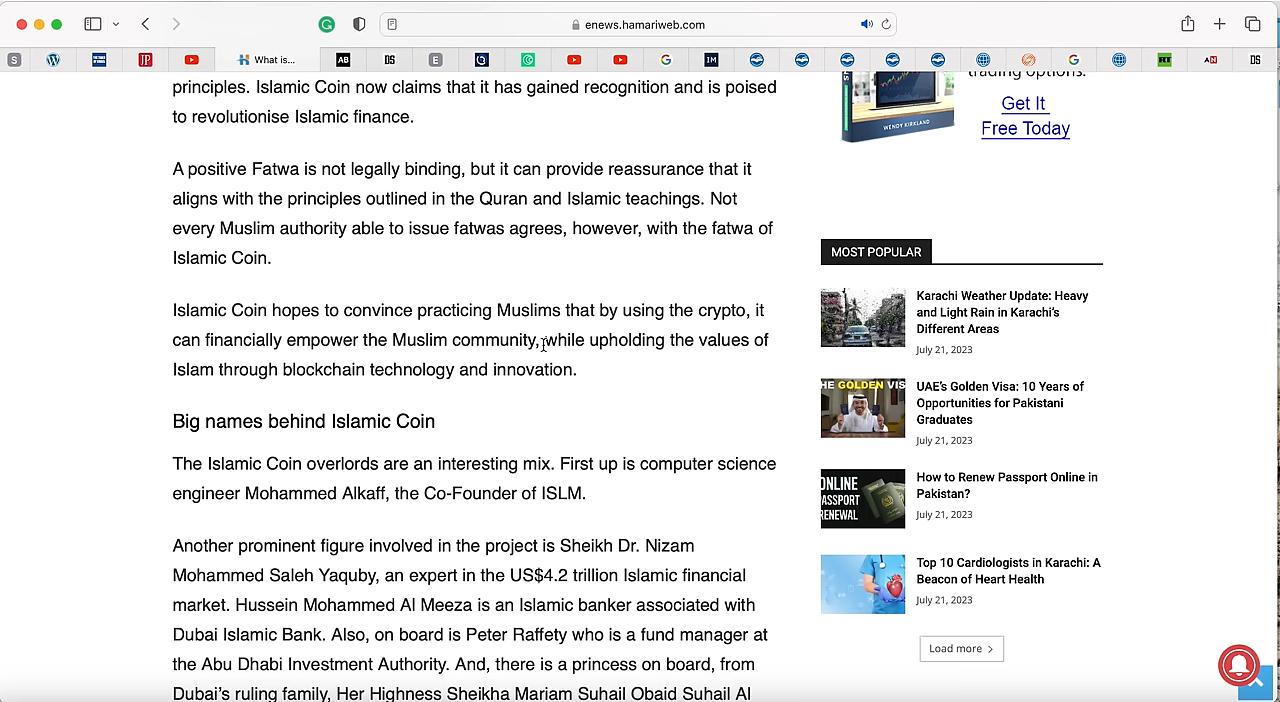 enews.hamariweb.com
S
JP
What is...
AB
DS
E
IM
RT
DS
principles. Islamic Coin now claims that it has gained recognition and is poised
to revolutionise Islamic finance.
A positive Fatwa is not legally binding, but it can provide reassurance that it
aligns with the principles outlined in the Quran and Islamic teachings. Not
every Muslim authority able to issue fatwas agrees, however, with the fatwa of
Islamic Coin.
Islamic Coin hopes to convince practicing Muslims that by using the crypto, it
can financially empower the Muslim community, while upholding the values of
Islam through blockchain technology and innovation.
Big names behind Islamic Coin
The Islamic Coin overlords are an interesting mix. First up is computer science
engineer Mohammed Alkaff, the Co-Founder of ISLM.
Another prominent figure involved in the project is Sheikh Dr. Nizam
Mohammed Saleh Yaquby, an expert in the US$4.2 trillion Islamic financial
market. Hussein Mohammed Al Meeza is an Islamic banker associated with
Dubai Islamic Bank. Also, on board is Peter Raffety who is a fund manager at
the Abu Dhabi Investment Authority. And, there is a princess on board, from
Dubai's ruling family, Her Highness Sheikha Mariam Suhail Obaid Suhail Al
trading options.
WENDY KIRKLAND
Get It
Free Today
MOST POPULAR
Karachi Weather Update: Heavy
and Light Rain in Karachi's
Different Areas
July 21, 2023
HE GOLDEN VIS
UAE's Golden Visa: 10 Years of
Opportunities for Pakistani
Graduates
July 21, 2023
ONLINE
PASSPORT
RENEWAL
How to Renew Passport Online in
Pakistan?
July 21, 2023
Top 10 Cardiologists in Karachi: A
Beacon of Heart Health
July 21, 2023
Load more